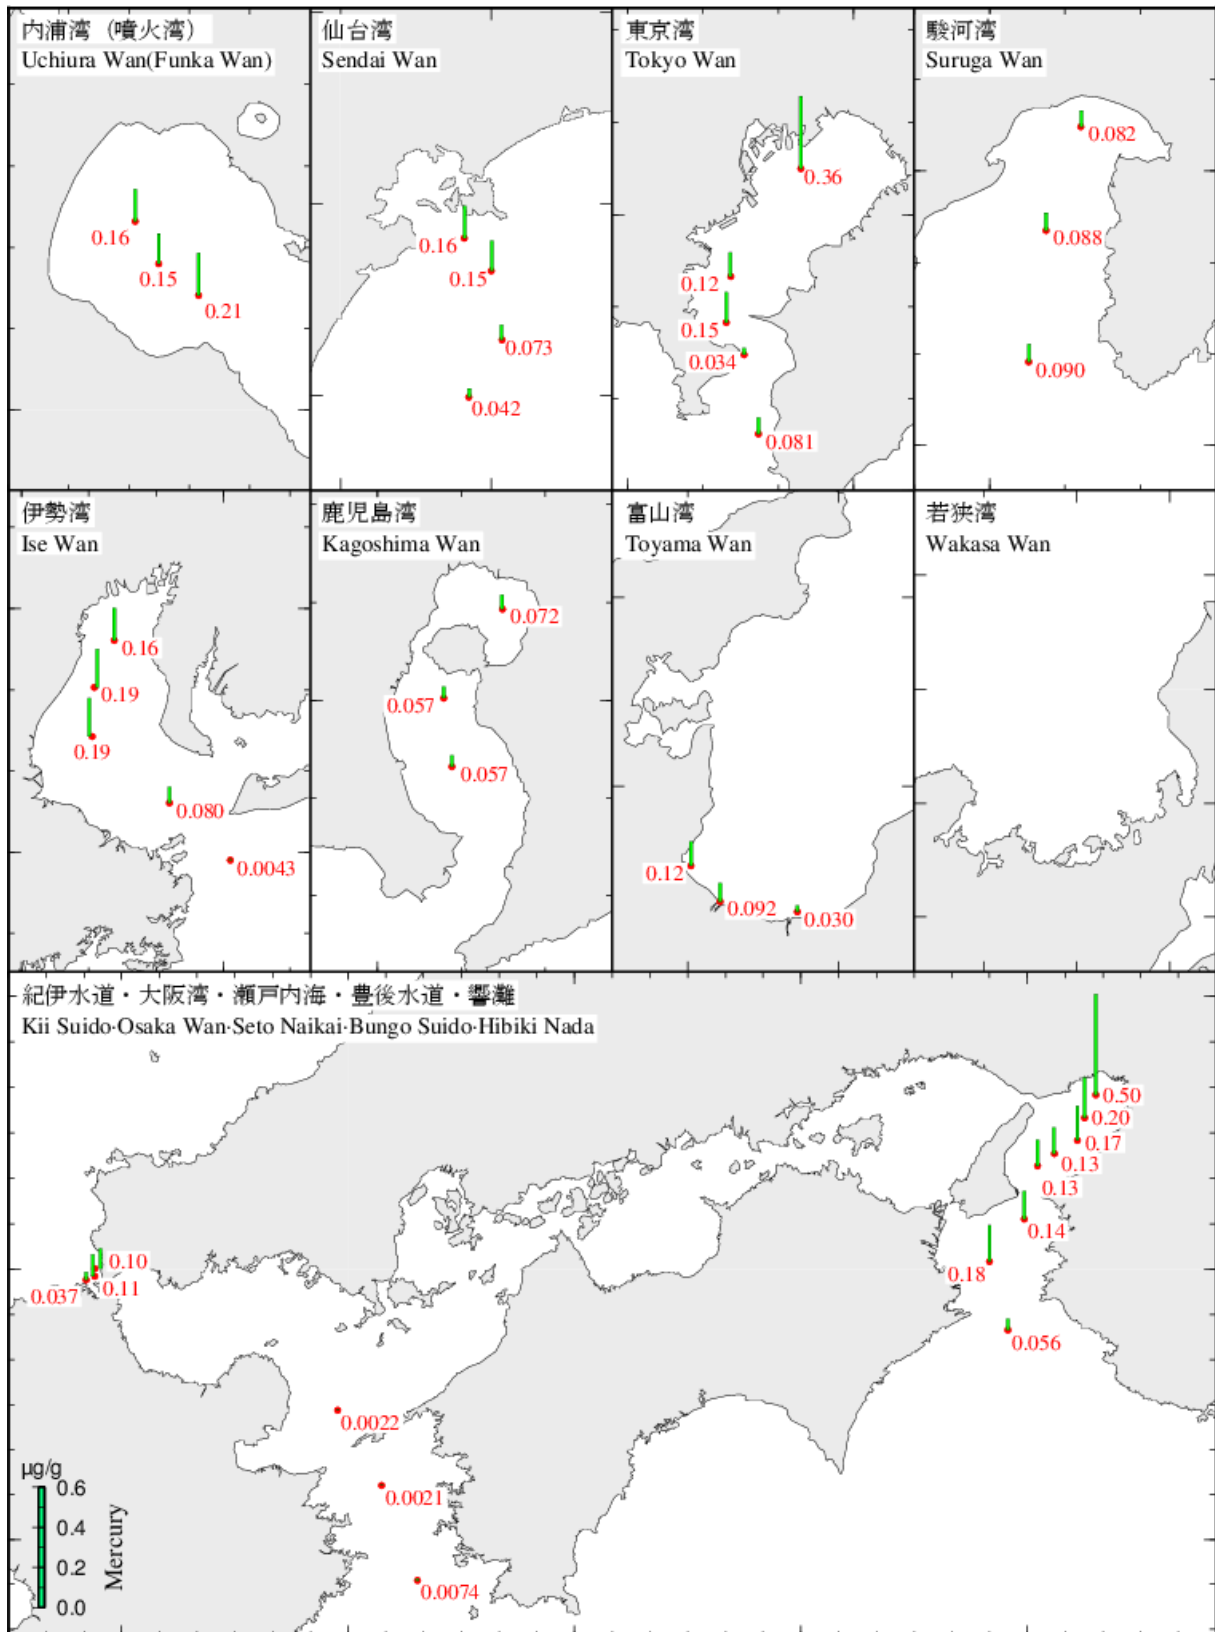 内浦湾（噴火湾）
Uchiura Wan(Funka Wan)
0.16
0.15
0.21
仙台湾
Sendai Wan
0.16
0.15
0.073
0.042
東京湾
Tokyo Wan
0.36
0.12
0.15
0.034
0.081
駿河湾
Suruga Wan
0.082
0.088
0.090
伊勢湾
Ise Wan
0.16
0.19
0.19
0.080
0.0043
鹿児島湾
Kagoshima Wan
0.072
0.057
0.057
富山湾
Toyama Wan
0.12
0.092
0.030
若狭湾
Wakasa Wan
紀伊水道・大阪湾・瀬戸内海・豊後水道・響灘
Kii Suido·Osaka Wan·Seto Naikai·Bungo Suido·Hibiki Nada
0.50
0.20
0.17
0.13
0.13
0.14
0.18
0.056
0.10
0.11
0.037
0.0022
0.0021
0.0074
µg/g
0.6
0.4
0.2
0.0
Mercury